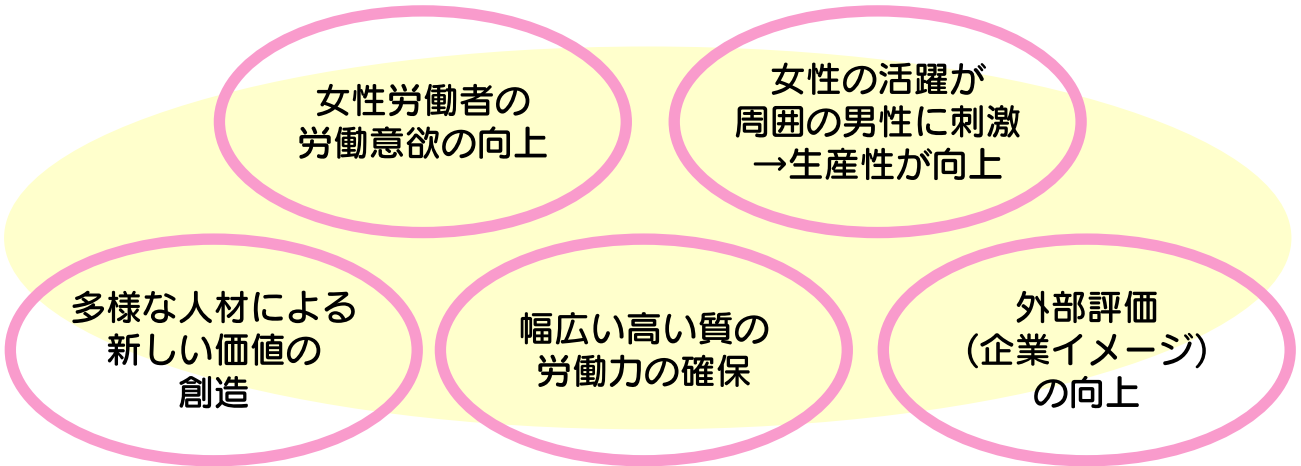 女性労働者の
労働意欲の向上
女性の活躍が
周囲の男性に刺激
→生産性が向上
多様な人材による
新しい価値の
創造
幅広い高い質の
労働力の確保
外部評価
(企業イメージ)
の向上